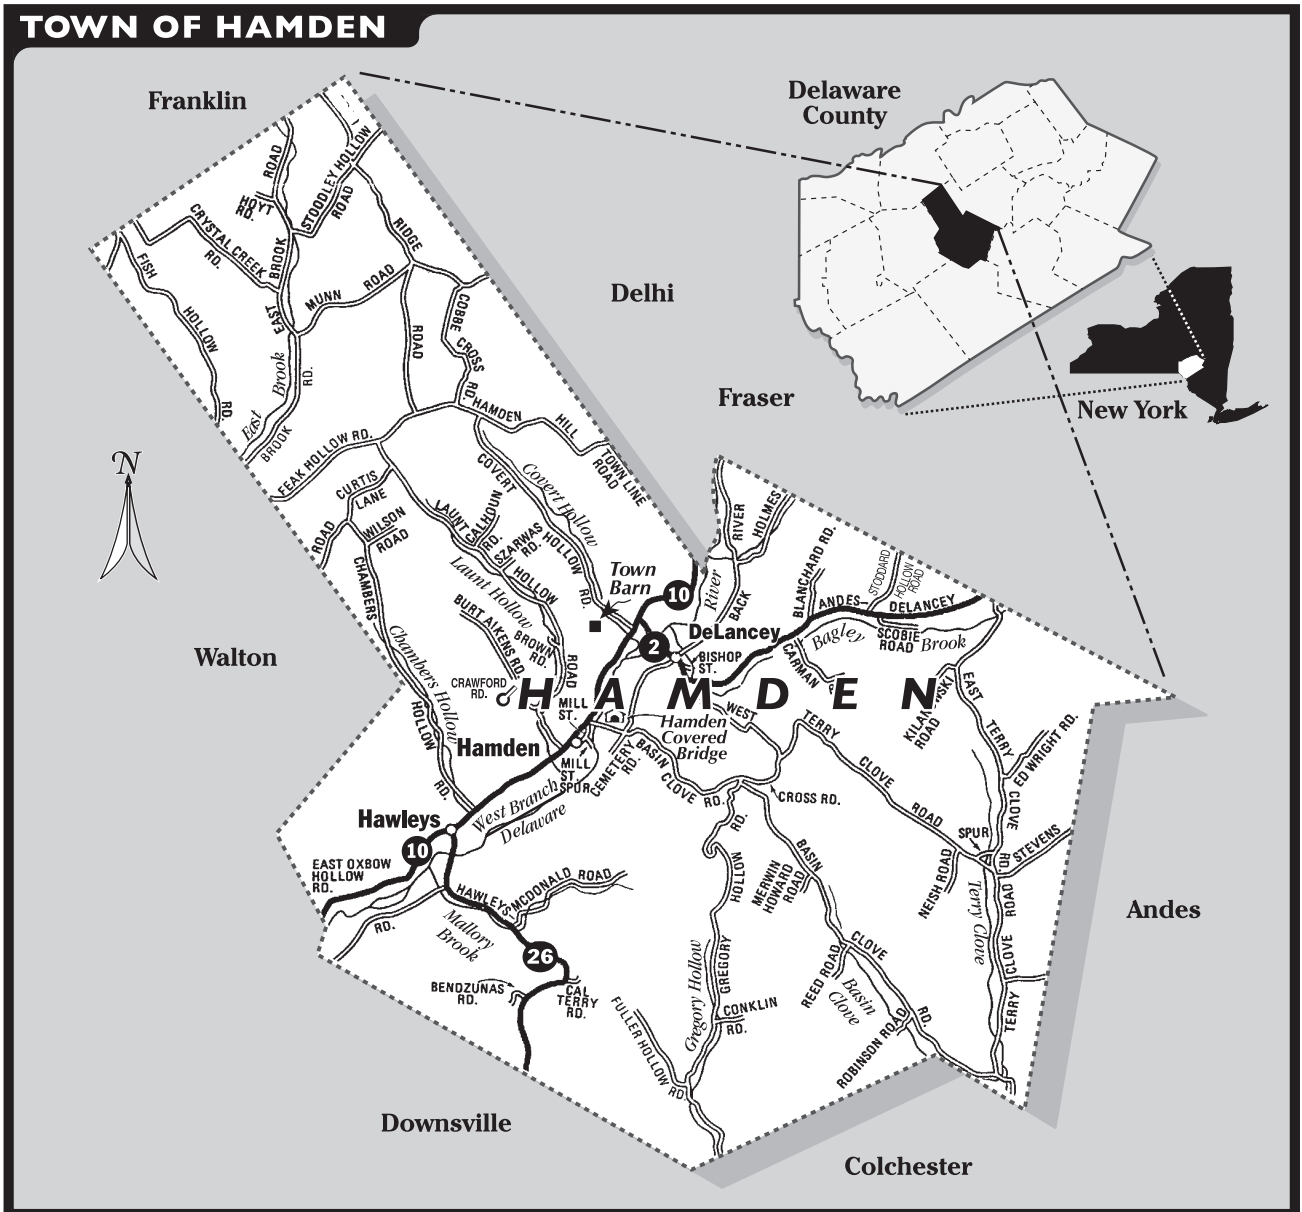 TOWN OF HAMDEN
Franklin
Delaware
County
Delhi
Fraser
New York
N
Walton
Andes
Downsville
Colchester
HOYT
RD.
ROAD
STOODLEY HOLLOW
ROAD
CRYSTAL CREEK
RD.
EAST
BROOK
RD.
BROOK
East
Brook
FISH
HOLLOW
RD.
MUNN
ROAD
RIDGE
ROAD
COBBE
CROSS
RD.
HAMDEN
HILL
TOWN LINE
ROAD
FEAK HOLLOW RD.
CURTIS
LANE
WILSON
ROAD
ROAD
CHAMBERS
HOLLOW
RD.
Chambers Hollow
COVERT
HOLLOW
RD.
Covert Hollow
LAUNT
HOLLOW
ROAD
Launt Hollow
CALHOUN
RD.
SZARWAS
RD.
BURT AIKENS RD.
BROWN
RD.
CRAWFORD
RD.
Town
Barn
10
2
River
RIVER
BACK
HOLMES
BLANCHARD RD.
STODDARD
HOLLOW
ROAD
ANDES-
DELANCEY
DeLancey
BISHOP
ST.
Bagley
Brook
SCOBIE
ROAD
CARMAN
KILANOWSKI
ROAD
HAMDEN
MILL
ST.
Hamden
Hamden
Covered
Bridge
MILL
ST.
SPUR
CEMETERY
RD.
WEST
TERRY
CLOVE
ROAD
EAST
TERRY
CLOVE
RD
ED WRIGHT RD.
BASIN
CLOVE
RD.
CROSS RD.
SPUR
STEVENS
NEISH ROAD
Terry Clove
TERRY
CLOVE
ROAD
Hawleys
10
West Branch
Delaware
EAST OXBOW
HOLLOW
RD.
RD.
HAWLEYS
MCDONALD ROAD
Mallory
Brook
26
BENDZUNAS
RD.
CAL
TERRY
RD.
GREGORY
HOLLOW
RD.
Gregory Hollow
MERWIN
HOWARD
ROAD
BASIN
CLOVE
RD.
REED ROAD
Basin
Clove
ROBINSON ROAD
CONKLIN
RD.
FULLER HOLLOW
RD.